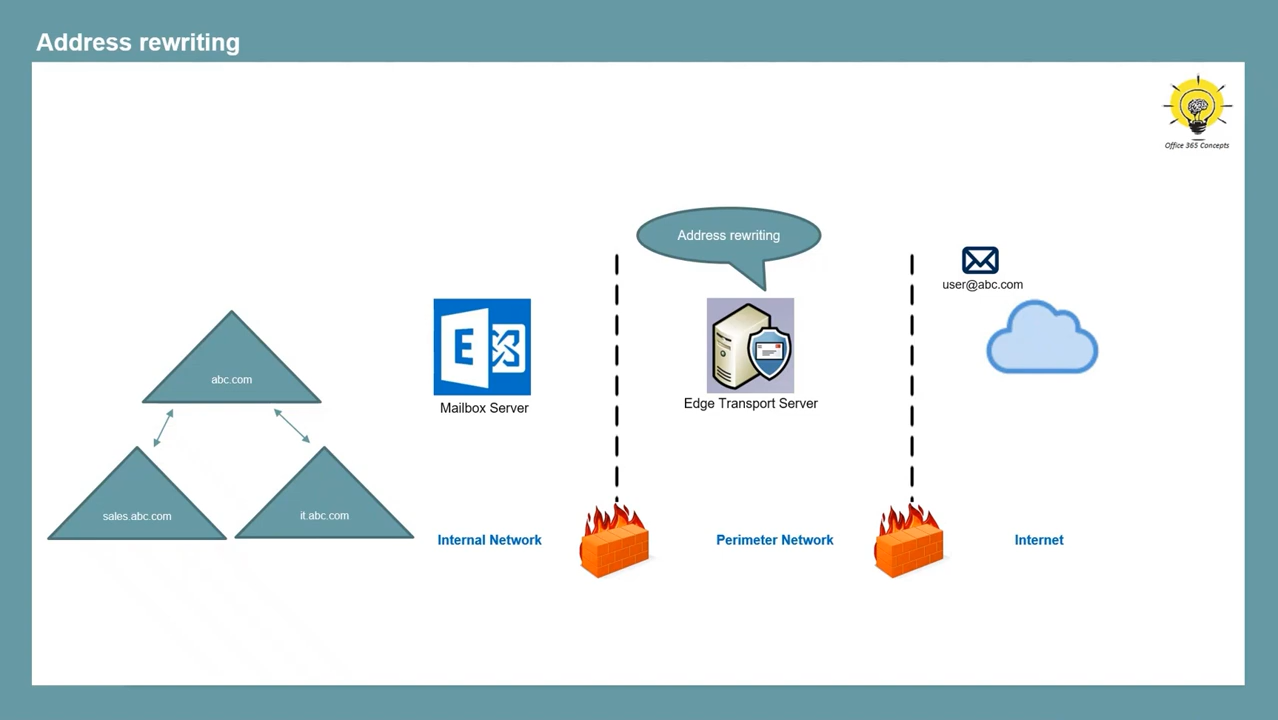 Address rewriting
Office 365 Concepts
Address rewriting
user@abc.com
E
abc.com
Mailbox Server
Edge Transport Server
sales.abc.com
it.abc.com
Internal Network
Perimeter Network
Internet